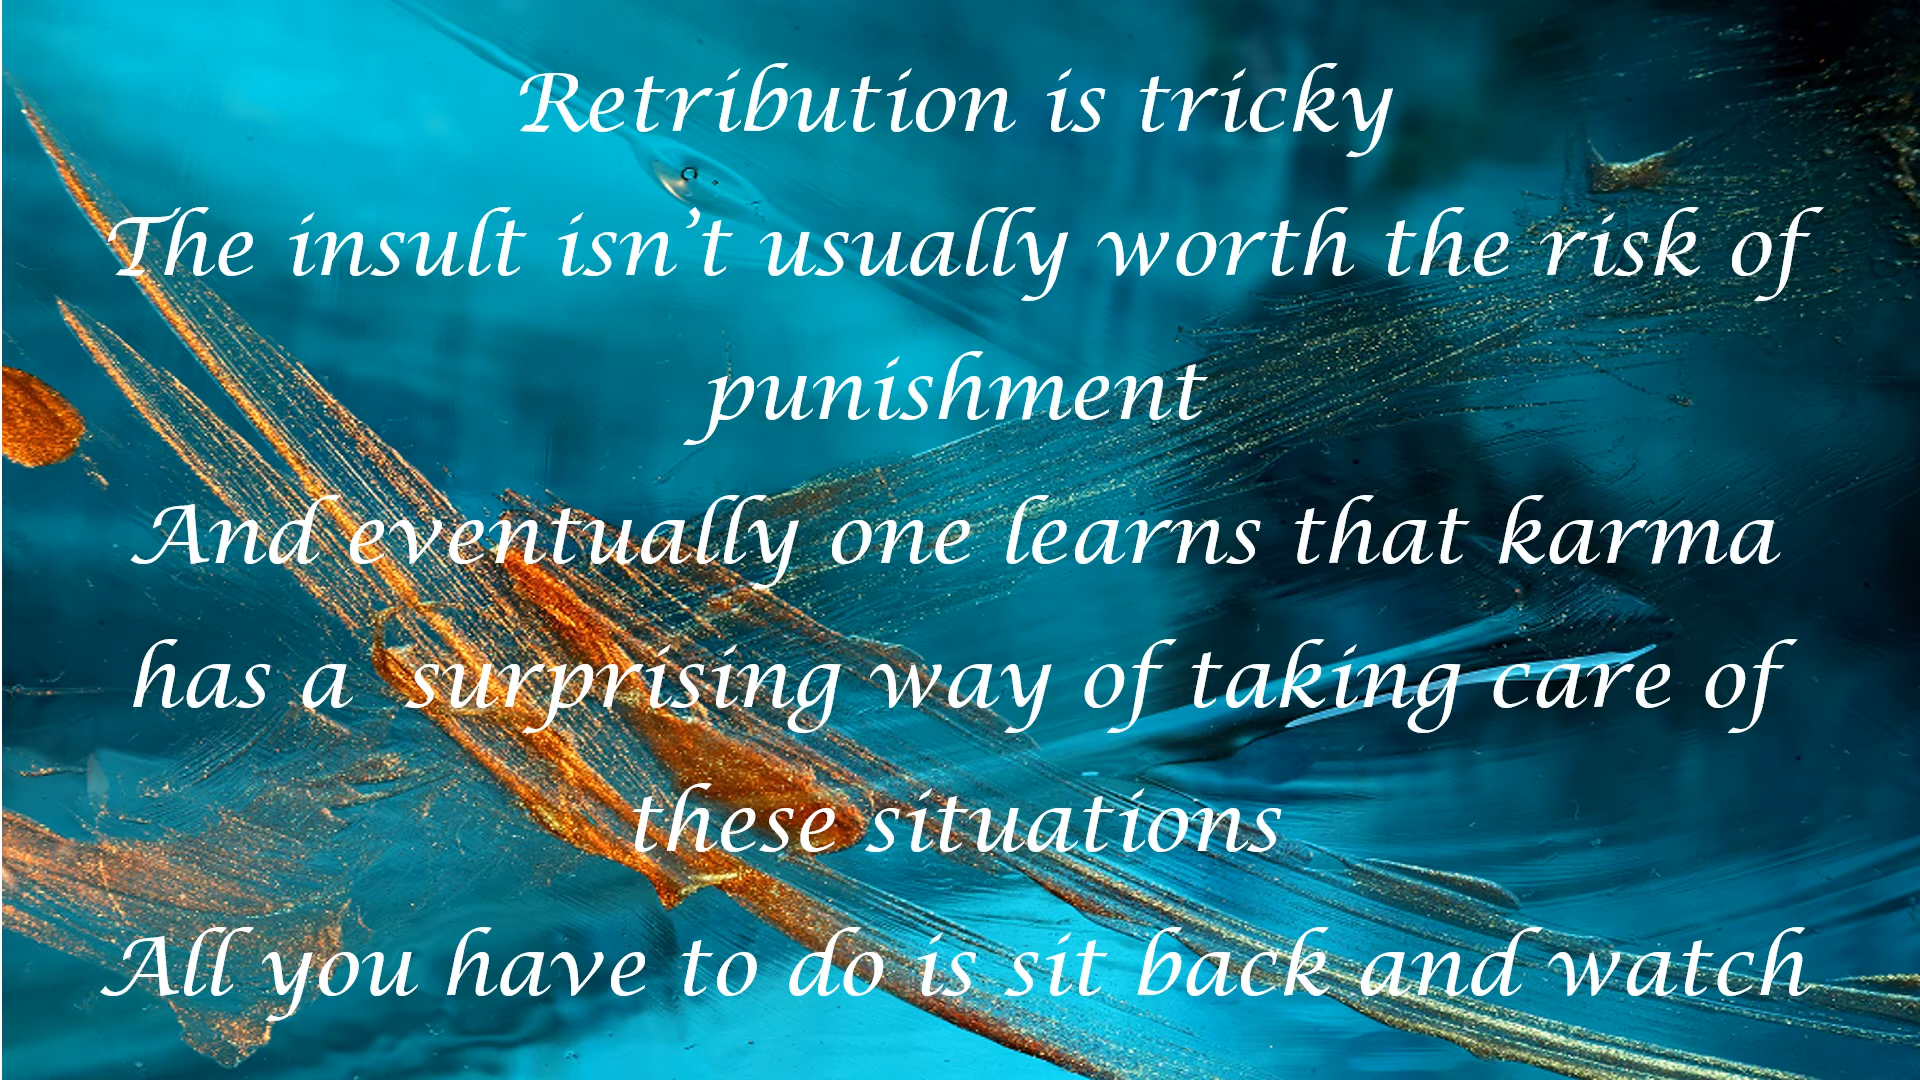 Retribution is tricky
The insult isn’t usually worth the risk of
punishment
And eventually one learns that karma
has a  surprising way of taking care of
these situations
All you have to do is sit back and watch